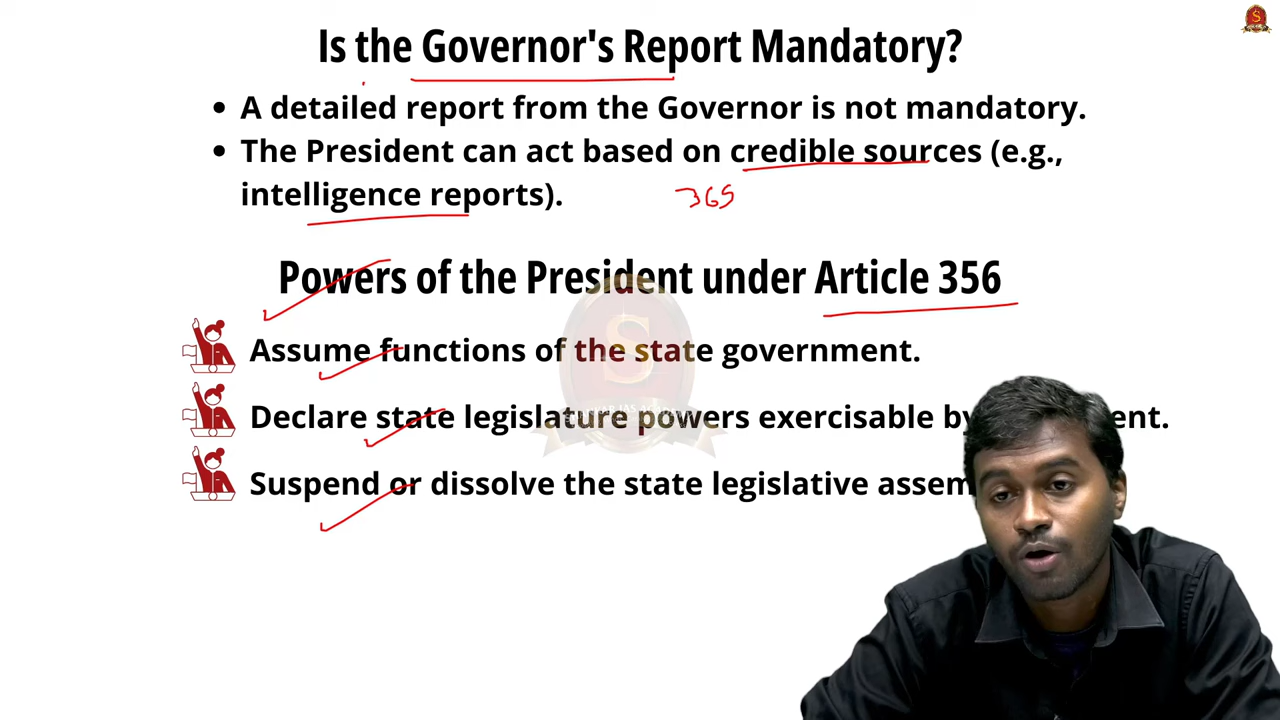 Is the Governor's Report Mandatory?
• A detailed report from the Governor is not mandatory.
• The President can act based on credible sources (e.g.,
intelligence reports).
365
Powers of the President under Article 356
Assume functions of the state government.
Declare state legislature powers exercisable by
Suspend or dissolve the state legislative